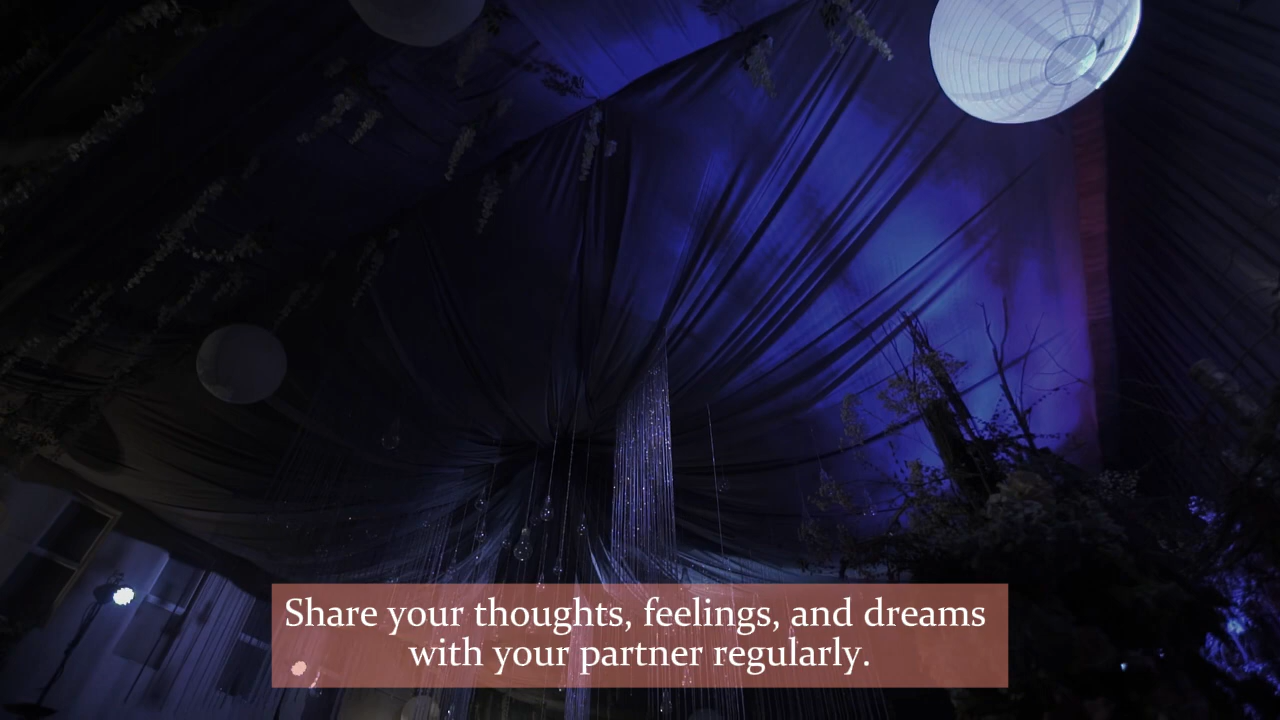 Share your thoughts, feelings, and dreams
with your partner regularly.